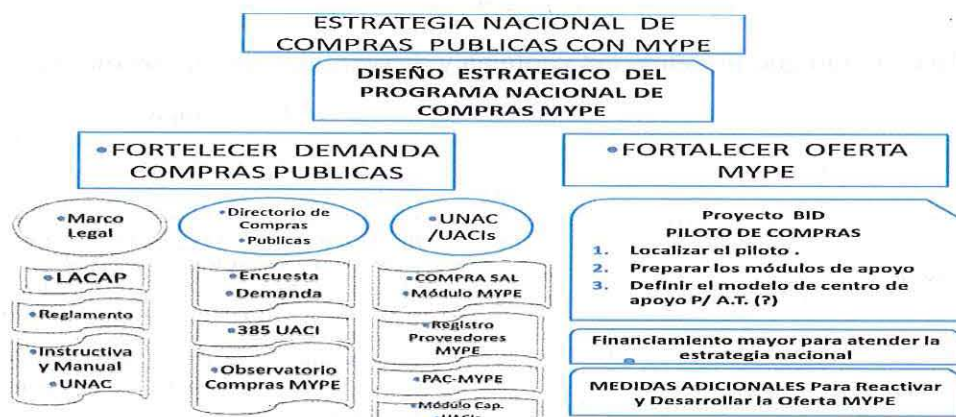 ESTRATEGIA NACIONAL DE
COMPRAS PUBLICAS CON MYPE
DISEÑO ESTRATEGICO DEL
PROGRAMA NACIONAL DE
COMPRAS MYPE
•FORTELECER DEMANDA
COMPRAS PUBLICAS
•Marco
Legal
•LACAP
•Reglamento
•Instructiva
y Manual
•UNAC
•Directorio de
Compras
•Publicas
•Encuesta
•Demanda
•385 UACI
•Observatorio
Compras MYPE
•UNAC
/UACIs
•COMPRA SAL
•Módulo MYPE
•Registro
Proveedores
MYPE
•PAC-MYPE
•Módulo Cap.
UACIs
•FORTALECER OFERTA
MYPE
Proyecto BID
PILOTO DE COMPRAS
1. Localizar el piloto .
2. Preparar los módulos de apoyo
3. Definir el modelo de centro de
apoyo P/ A.T. (?)
Financiamiento mayor para atender la
estrategia nacional
MEDIDAS ADICIONALES Para Reactivar
y Desarrollar la Oferta MYPE